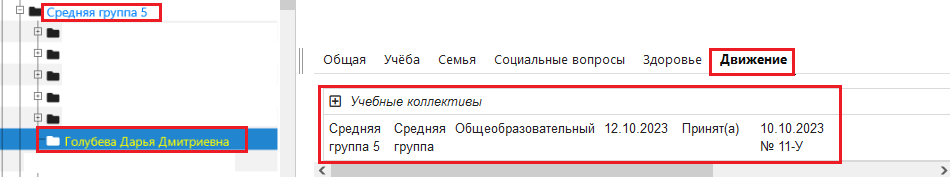 Средняя группа 5
Голубева Дарья Дмитриевна
Общая Учёба Семья Социальные вопросы Здоровье Движение
Учебные коллективы
Средняя Средняя Общеобразовательный 12.10.2023 Принят(а) 10.10.2023
группа 5 группа № 11-У